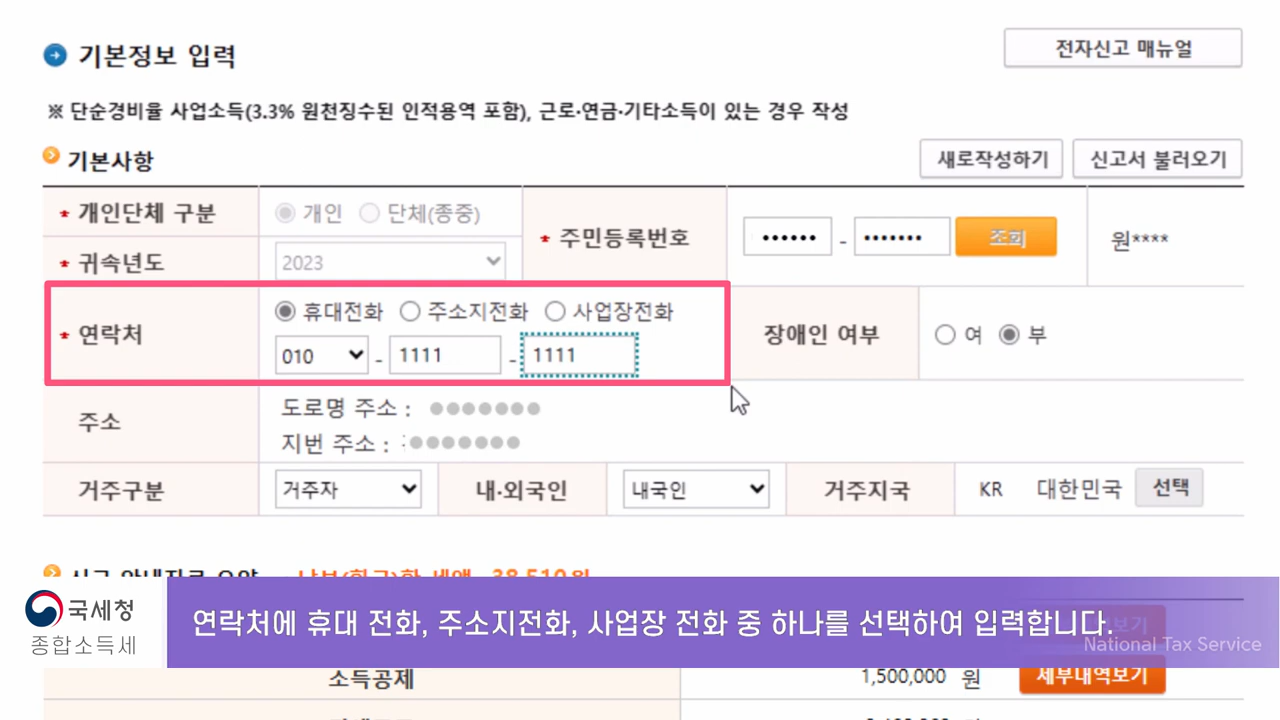 기본정보 입력
전자신고 매뉴얼
※ 단순경비율 사업소득(3.3% 원천징수된 인적용역 포함), 근로·연금·기타소득이 있는 경우 작성
기본사항
새로작성하기
신고서 불러오기
* 개인단체 구분
개인 단체(종중)
* 주민등록번호
•••••• - •••••••
조회
원****
* 귀속년도
2023
* 연락처
휴대전화 주소지전화 사업장전화
010 - 1111 - 1111
장애인 여부
여 부
주소
도로명 주소 :
지번 주소 :
거주구분
거주자
내·외국인
내국인
거주지국
KR 대한민국
선택
국세청
종합소득세
연락처에 휴대 전화, 주소지전화, 사업장 전화 중 하나를 선택하여 입력합니다.
National Tax Service
소득공제
1,500,000 원
세부내역보기